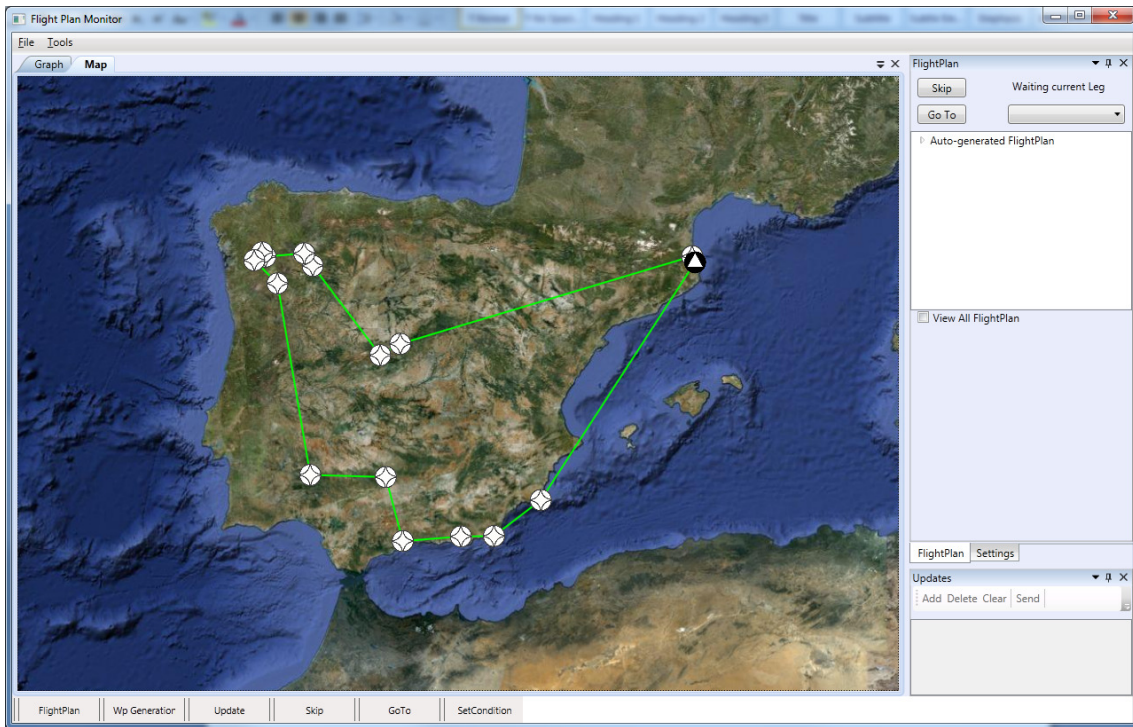 Flight Plan Monitor
File Tools
Graph Map
FlightPlan
Skip Waiting current Leg
Go To
Auto-generated FlightPlan
View All FlightPlan
FlightPlan Settings
Updates
Add Delete Clear Send
FlightPlan Wp Generatior Update Skip GoTo SetCondition